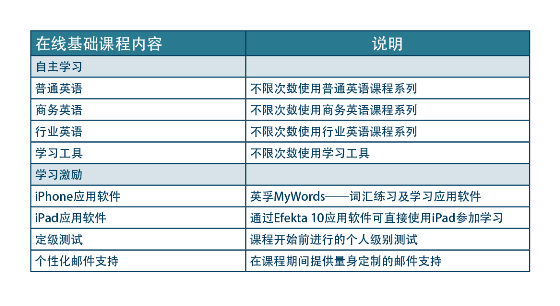 在线基础课程内容 说明
自主学习
普通英语 不限次数使用普通英语课程系列
商务英语 不限次数使用商务英语课程系列
行业英语 不限次数使用行业英语课程系列
学习工具 不限次数使用学习工具
学习激励
iPhone应用软件 英孚MyWords——词汇练习及学习应用软件
iPad应用软件 通过Efekta 10应用软件可直接使用iPad参加学习
定级测试 课程开始前进行的个人级别测试
个性化邮件支持 在课程期间提供量身定制的邮件支持